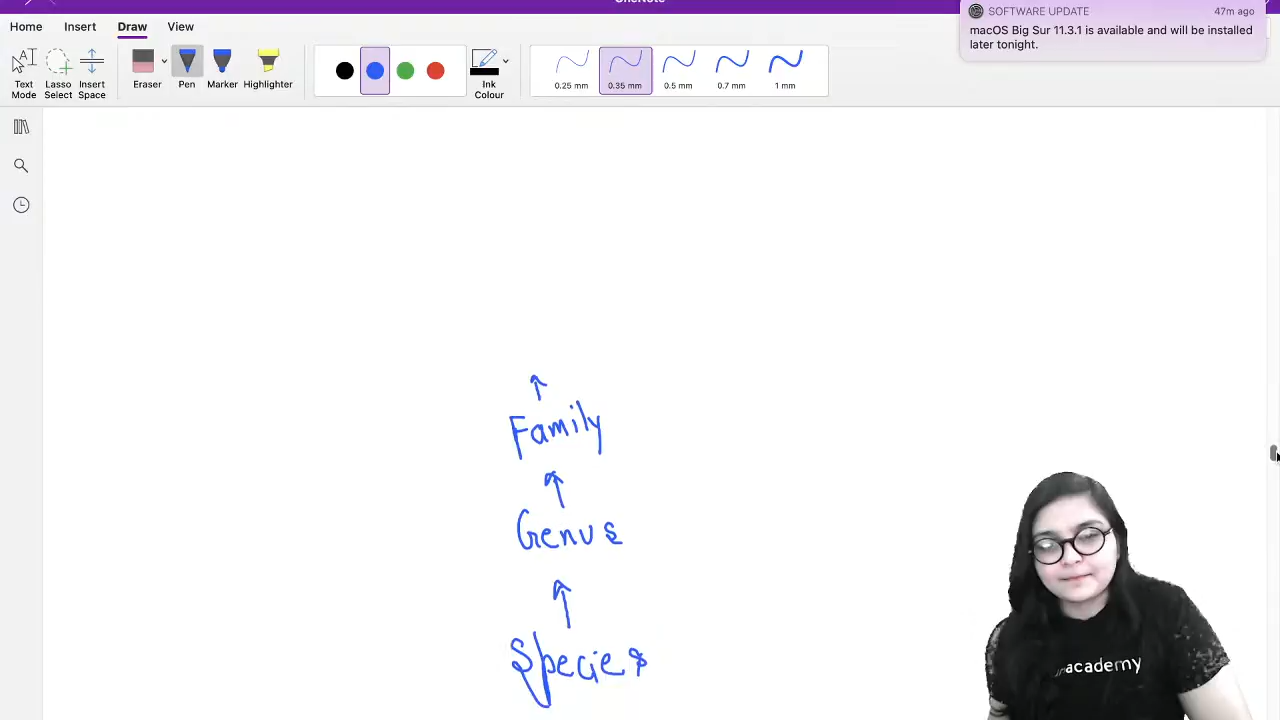 OneNote
Home Insert Draw View
SOFTWARE UPDATE 47m ago
macOS Big Sur 11.3.1 is available and will be installed
later tonight.
Text Mode
Lasso Select
Insert Space
Eraser
Pen
Marker
Highlighter
Ink Colour
0.25 mm
0.35 mm
0.5 mm
0.7 mm
1 mm
Family
Genus
Species
academy